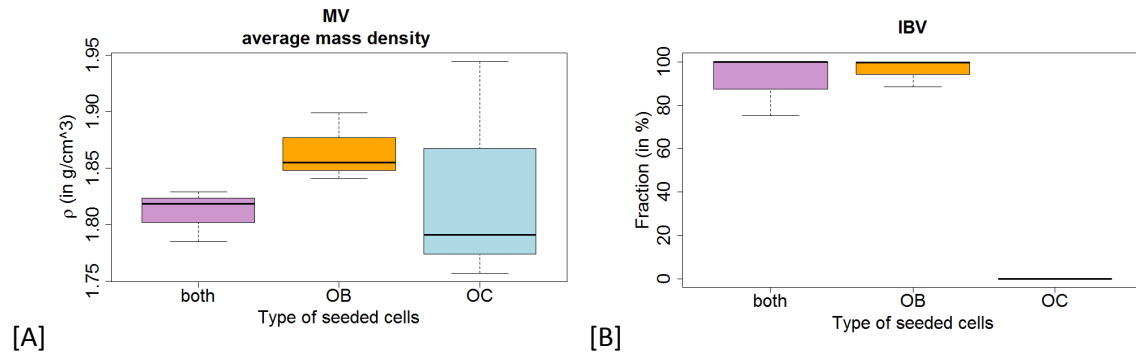 MV
average mass density
ρ (in g/cm^3)
1.95
1.90
1.85
1.80
1.75
both OB OC
Type of seeded cells
[A]
IBV
Fraction (in %)
100
80
60
40
20
0
both OB OC
Type of seeded cells
[B]